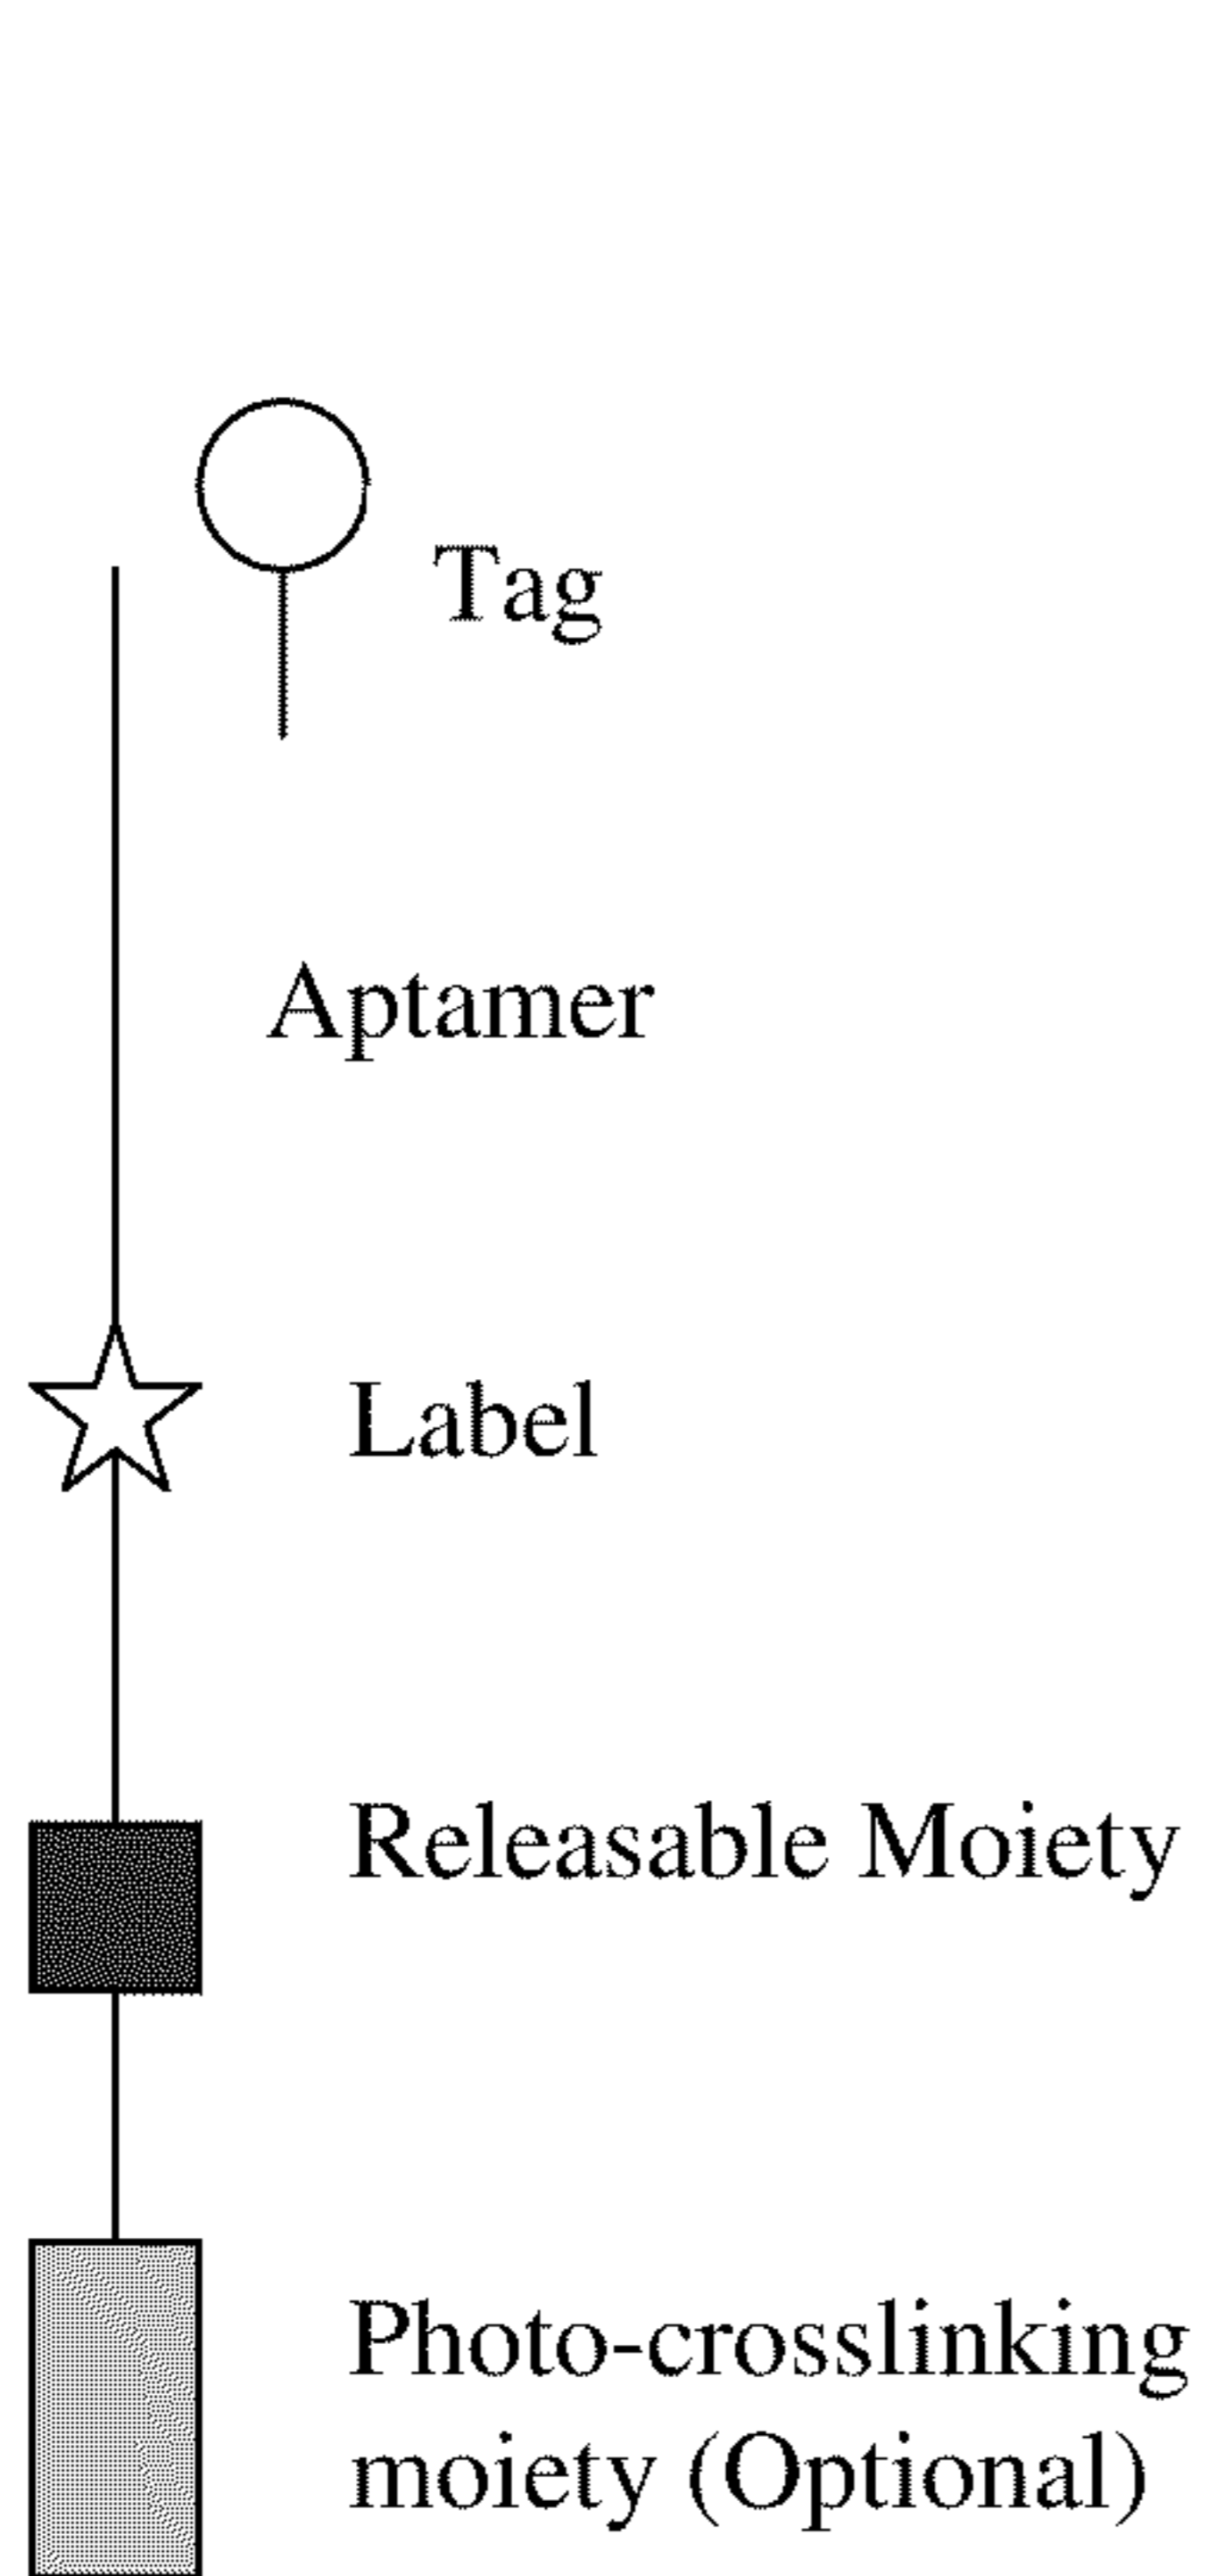 Tag
Aptamer
Label
Releasable Moiety
Photo-crosslinking
moiety (Optional)